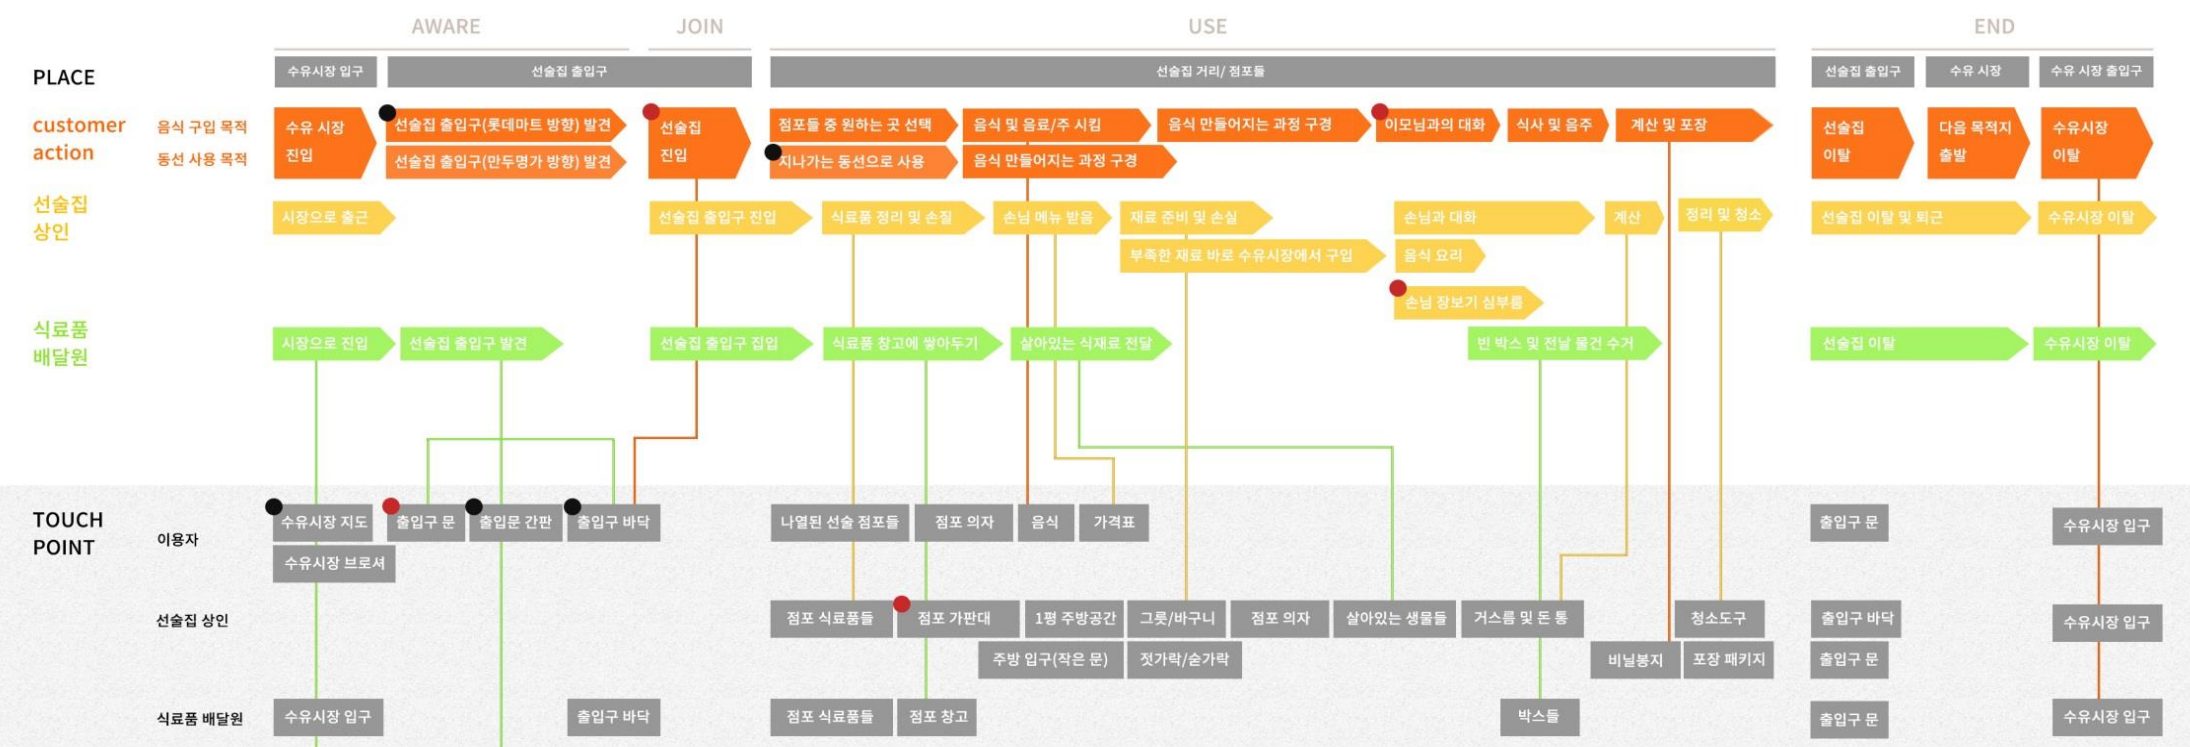 AWARE
JOIN
USE
END
PLACE
수유시장 입구
선술집 출입구
선술집 거리/ 점포들
선술집 출입구
수유 시장
수유 시장 출입구
customer
action
음식 구입 목적
동선 사용 목적
수유 시장
진입
선술집 출입구(롯데마트 방향) 발견
선술집 출입구(만두명가 방향) 발견
선술집
진입
점포들 중 원하는 곳 선택
음식 및 음료/주 시킴
음식 만들어지는 과정 구경
이모님과의 대화
식사 및 음주
계산 및 포장
지나가는 동선으로 사용
음식 만들어지는 과정 구경
선술집
이탈
다음 목적지
출발
수유시장
이탈
선술집
상인
시장으로 출근
선술집 출입구 진입
식료품 정리 및 손질
손님 메뉴 받음
재료 준비 및 손실
손님과 대화
계산
정리 및 청소
선술집 이탈 및 퇴근
수유시장 이탈
부족한 재료 바로 수유시장에서 구입
음식 요리
손님 장보기 심부름
식료품
배달원
시장으로 진입
선술집 출입구 발견
선술집 출입구 집입
식료품 창고에 쌓아두기
살아있는 식재료 전달
빈 박스 및 전날 물건 수거
선술집 이탈
수유시장 이탈
TOUCH
POINT
이용자
수유시장 지도
출입구 문
출입문 간판
출입구 바닥
나열된 선술 점포들
점포 의자
음식
가격표
출입구 문
수유시장 입구
수유시장 브로셔
선술집 상인
점포 식료품들
점포 가판대
1평 주방공간
그릇/바구니
점포 의자
살아있는 생물들
거스름 및 돈 통
청소도구
출입구 바닥
수유시장 입구
주방 입구(작은 문)
젓가락/숟가락
비닐봉지
포장 패키지
출입구 문
식료품 배달원
수유시장 입구
출입구 바닥
점포 식료품들
점포 창고
박스들
출입구 문
수유시장 입구